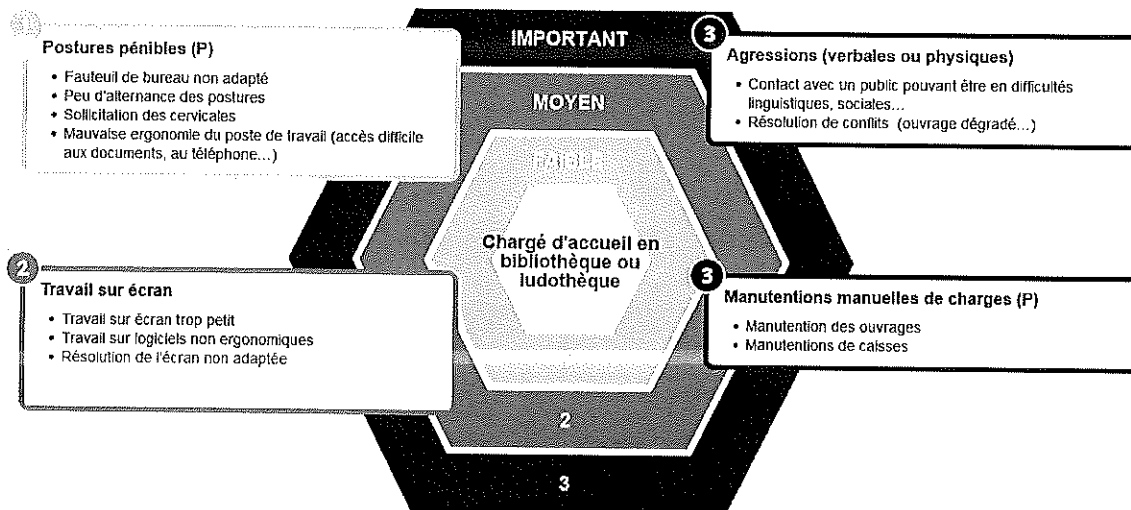 Postures pénibles (P)
• Fauteuil de bureau non adapté
• Peu d'alternance des postures
• Sollicitation des cervicales
• Mauvaise ergonomie du poste de travail (accès difficile
aux documents, au téléphone...)
2
Travail sur écran
• Travail sur écran trop petit
• Travail sur logiciels non ergonomiques
• Résolution de l'écran non adaptée
IMPORTANT
MOYEN
FAIBLE
Chargé d'accueil en
bibliothèque ou
ludothèque
2
3
3
Agressions (verbales ou physiques)
• Contact avec un public pouvant être en difficultés
linguistiques, sociales...
• Résolution de conflits (ouvrage dégradé...)
3
Manutentions manuelles de charges (P)
• Manutention des ouvrages
• Manutentions de caisses